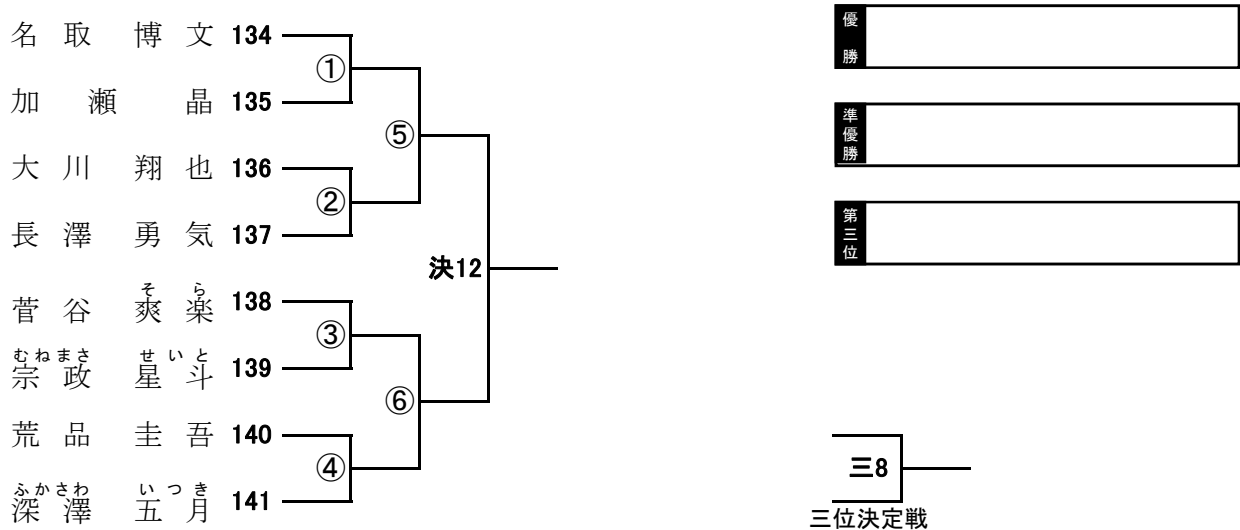 名取 博文 134
①
加瀬 晶 135
⑤
大川 翔也 136
②
長澤 勇気 137
決12
そら
菅谷 爽楽 138
③
むねまさ せいと
宗政 星斗 139
⑥
荒品 圭吾 140
④
ふかさわ いつき
深澤 五月 141
優勝
準優勝
第三位
三8
三位決定戦